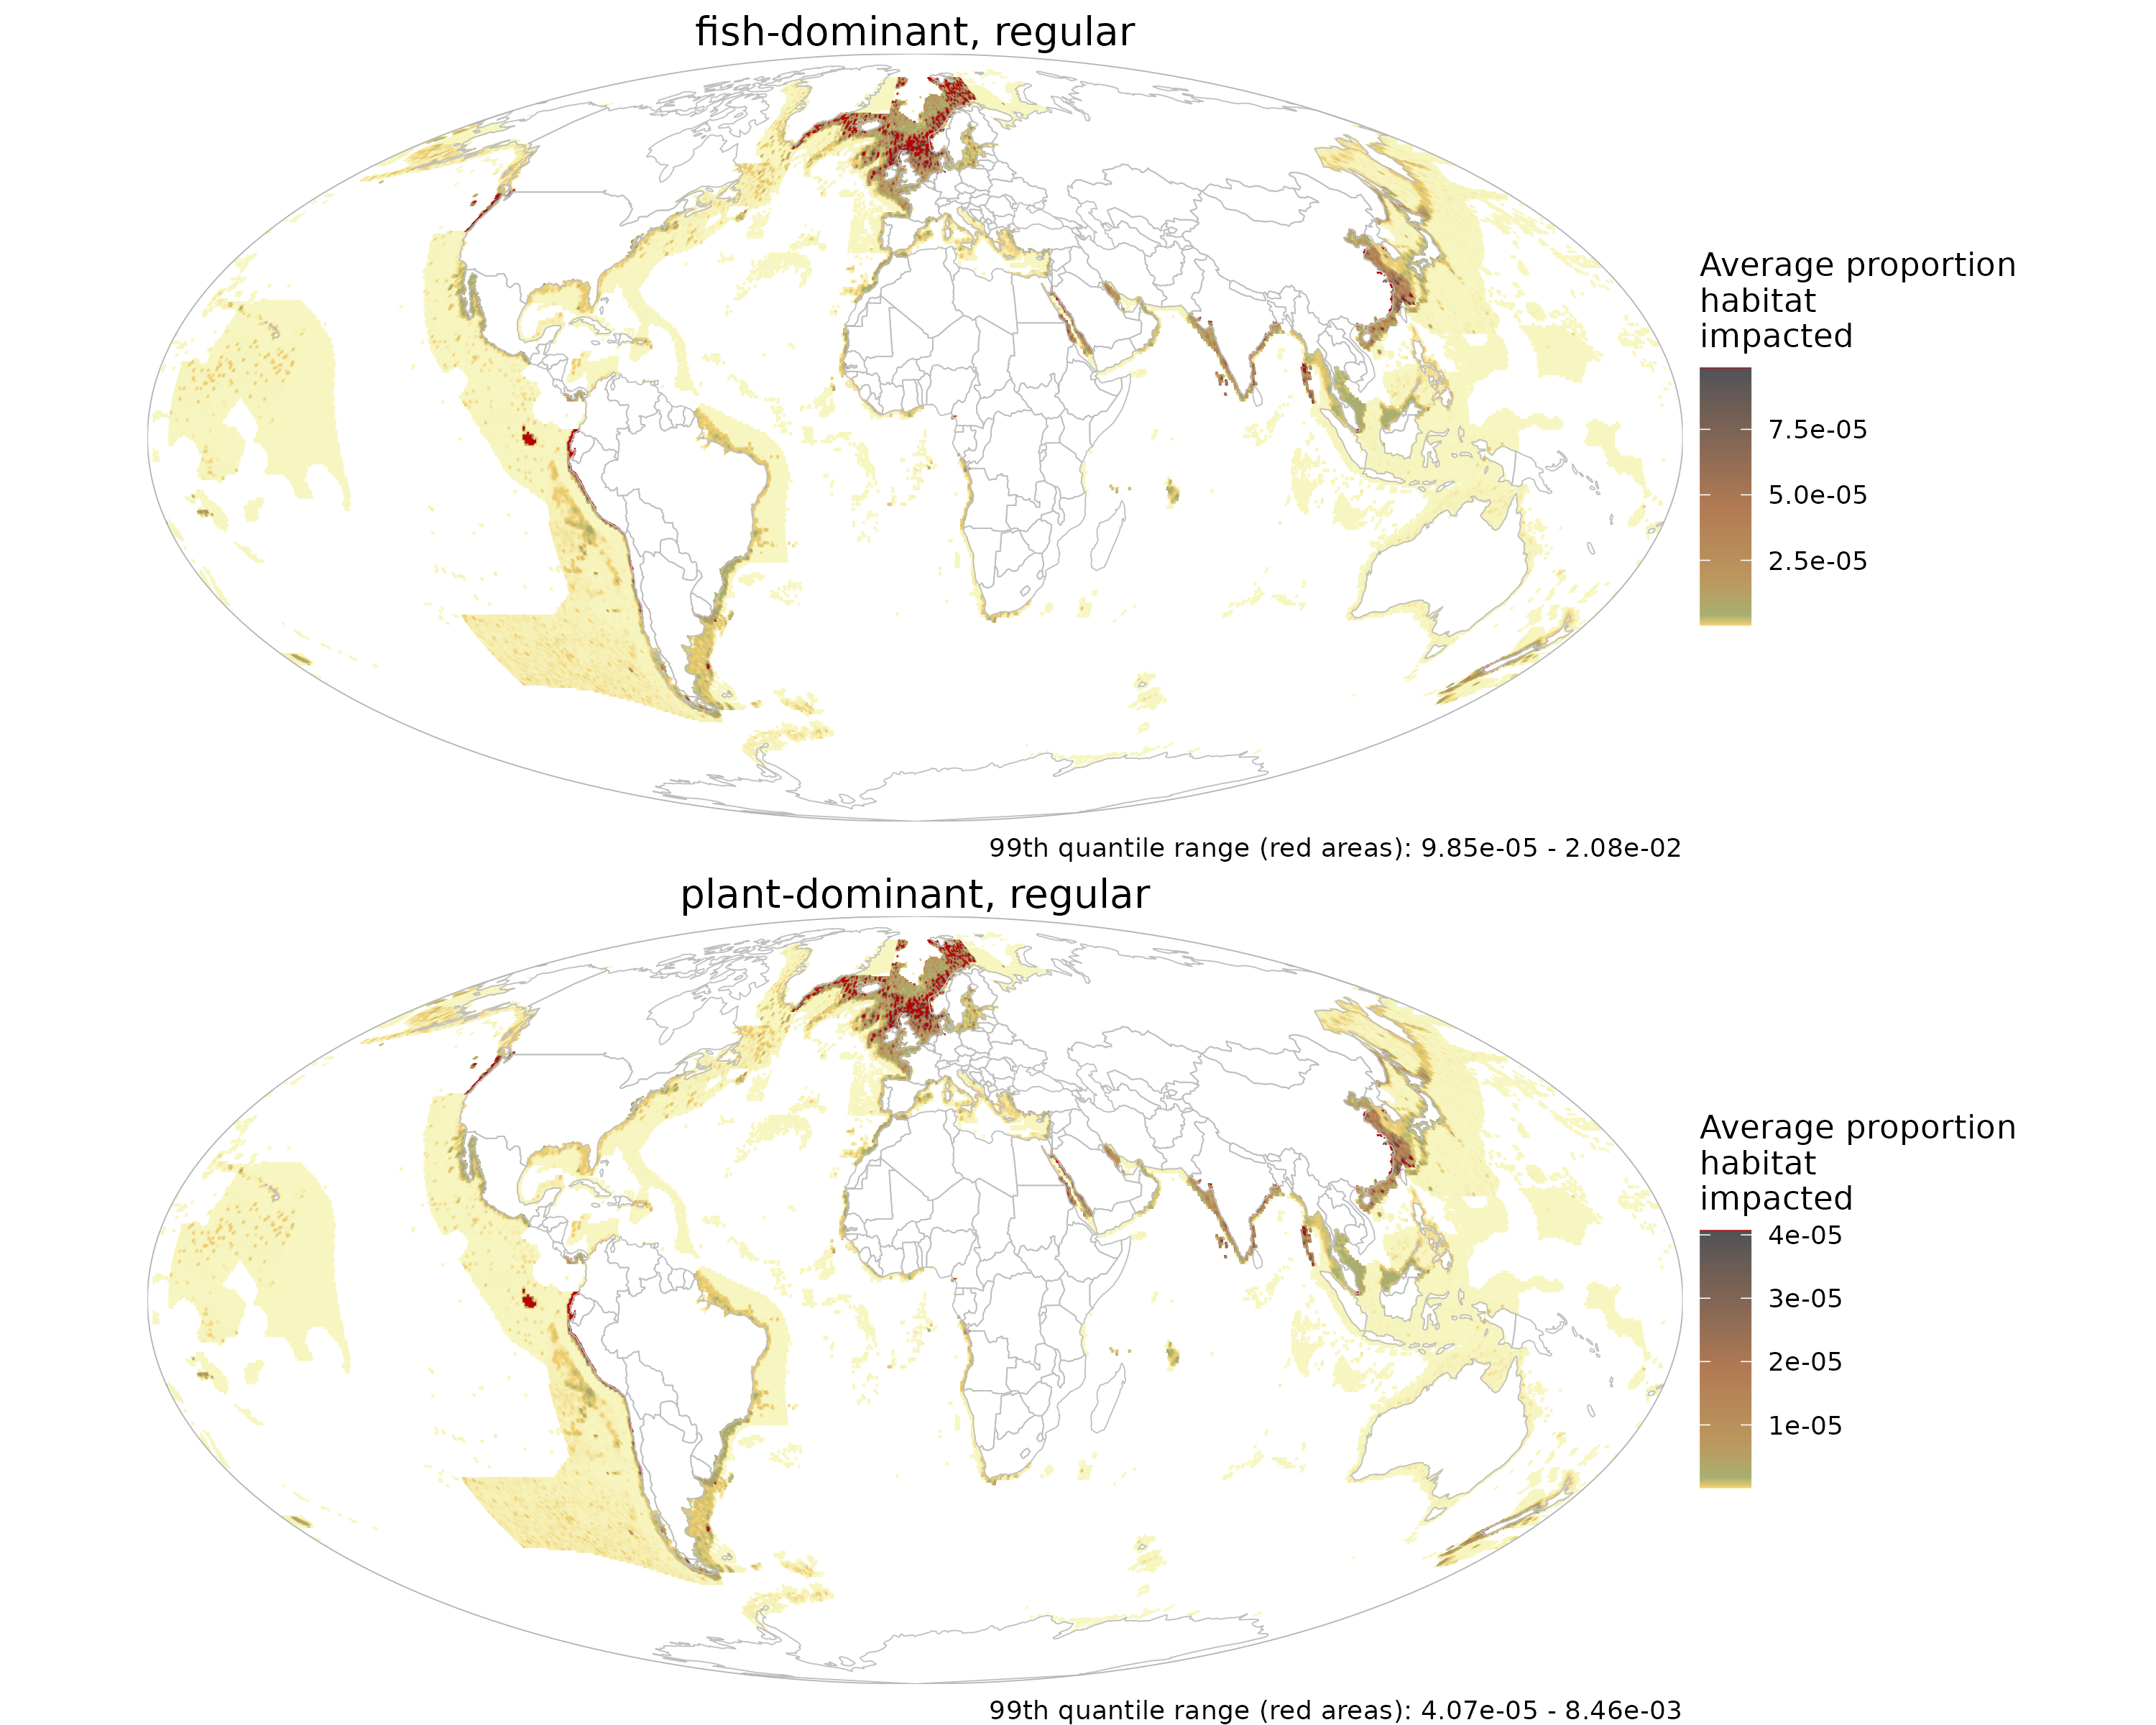 fish-dominant, regular
Average proportion
habitat
impacted
7.5e-05
5.0e-05
2.5e-05
99th quantile range (red areas): 9.85e-05 - 2.08e-02
plant-dominant, regular
Average proportion
habitat
impacted
4e-05
3e-05
2e-05
1e-05
99th quantile range (red areas): 4.07e-05 - 8.46e-03